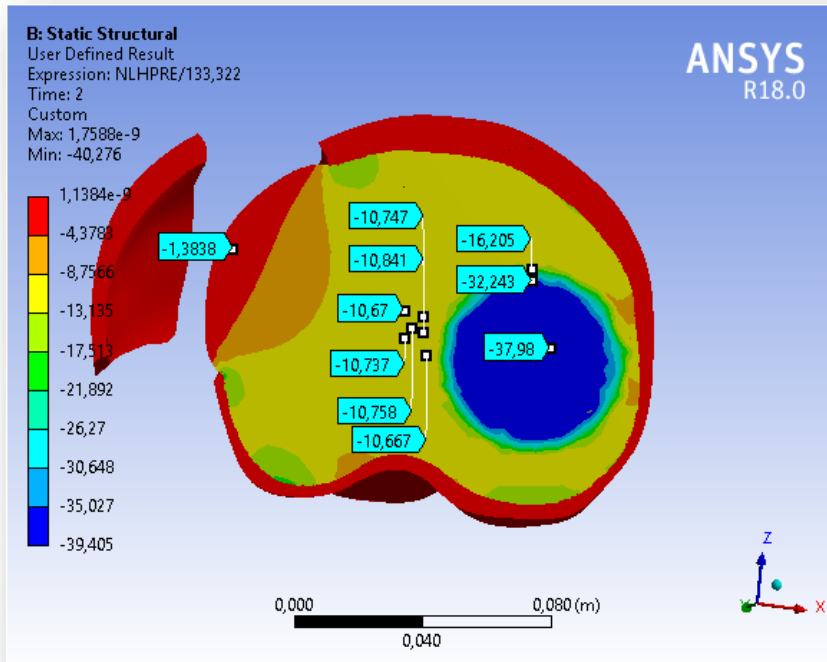 B: Static Structural
User Defined Result
Expression: NLHPRE/133,322
Time: 2
Custom
Max: 1,7588e-9
Min: -40,276
ANSYS
R18.0
1,1384e-9
-4,3783
-8,7566
-13,135
-17,513
-21,892
-26,27
-30,648
-35,027
-39,405
-1,3838
-10,747
-10,841
-10,67
-10,737
-10,758
-10,667
-16,205
-32,243
-37,98
0,000
0,080 (m)
0,040
Z
Y
X